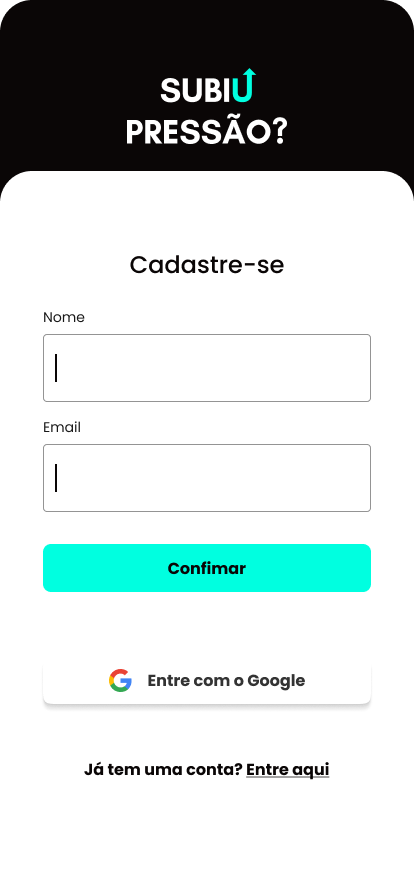 SUBIU
PRESSÃO?
Cadastre-se
Nome
Email
Confimar
Entre com o Google
Já tem uma conta? Entre aqui